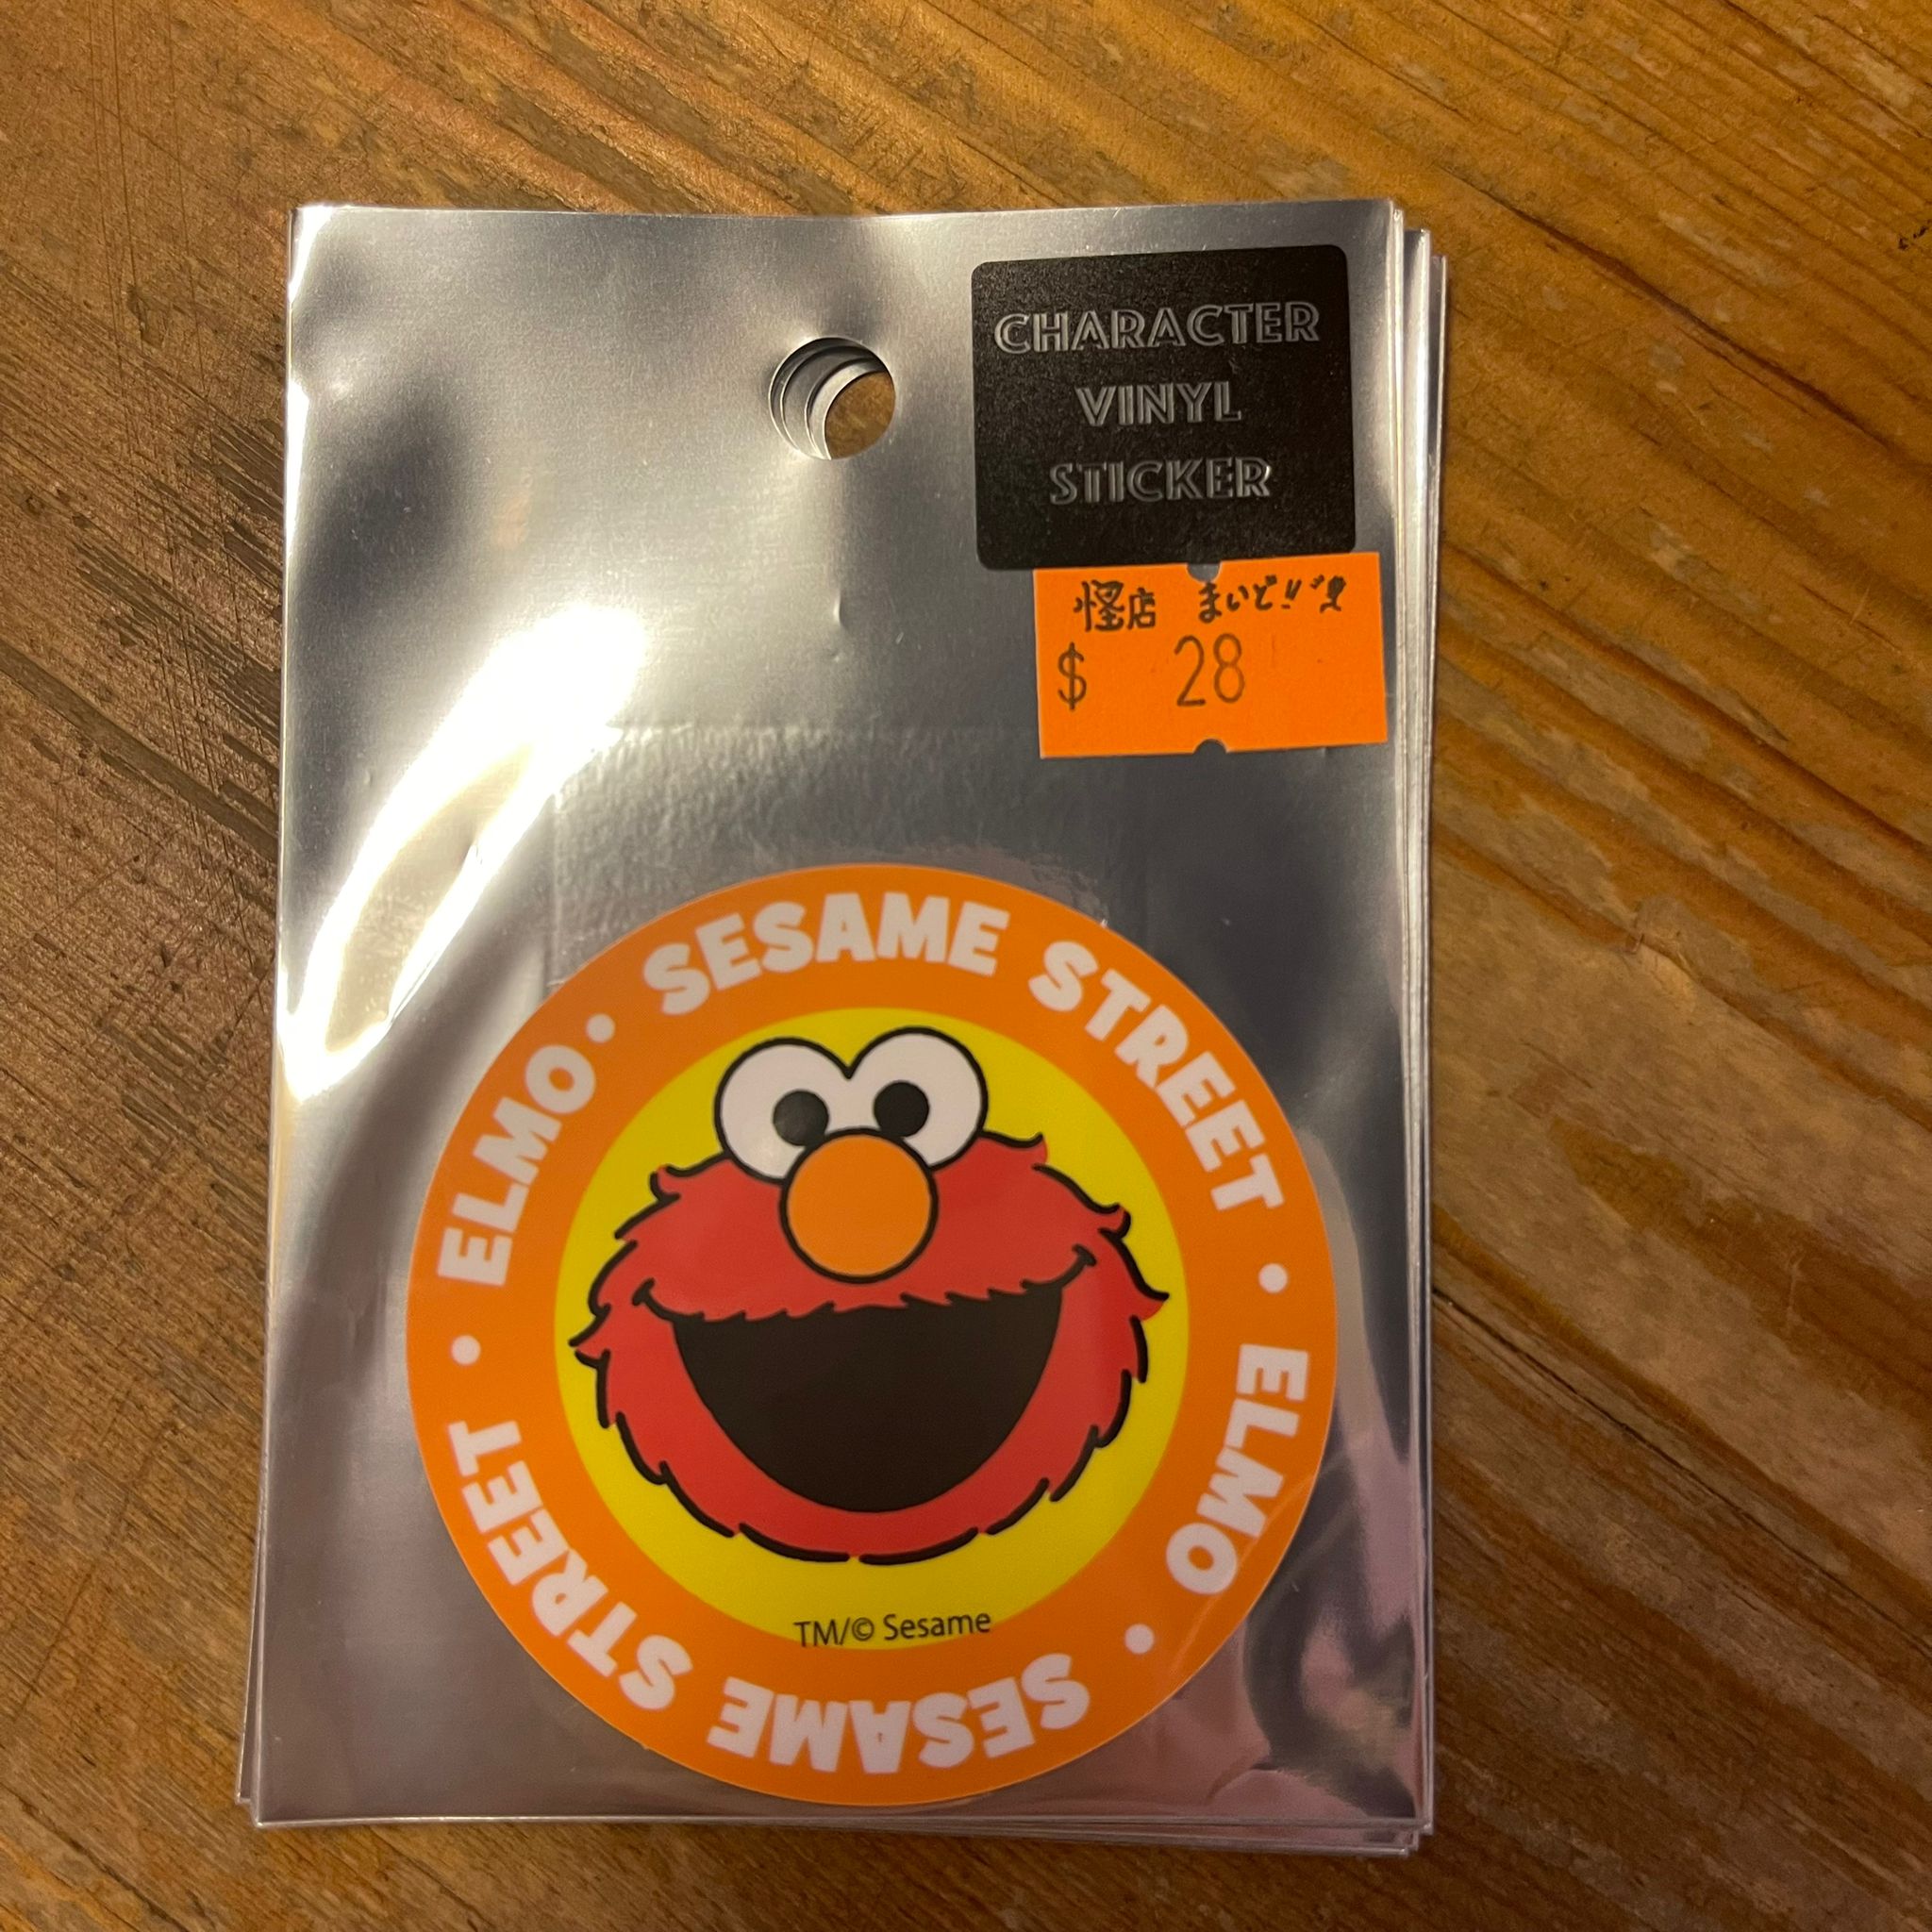 CHARACTER
VINYL
STICKER
怪店 まいど!!
$ 28
SESAME STREET • ELMO • SESAME STREET • ELMO •
TM/© Sesame